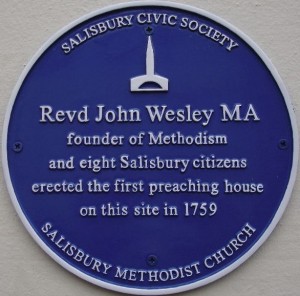 SALISBURY CIVIC SOCIETY
Revd John Wesley MA
founder of Methodism
and eight Salisbury citizens
erected the first preaching house
on this site in 1759
SALISBURY METHODIST CHURCH